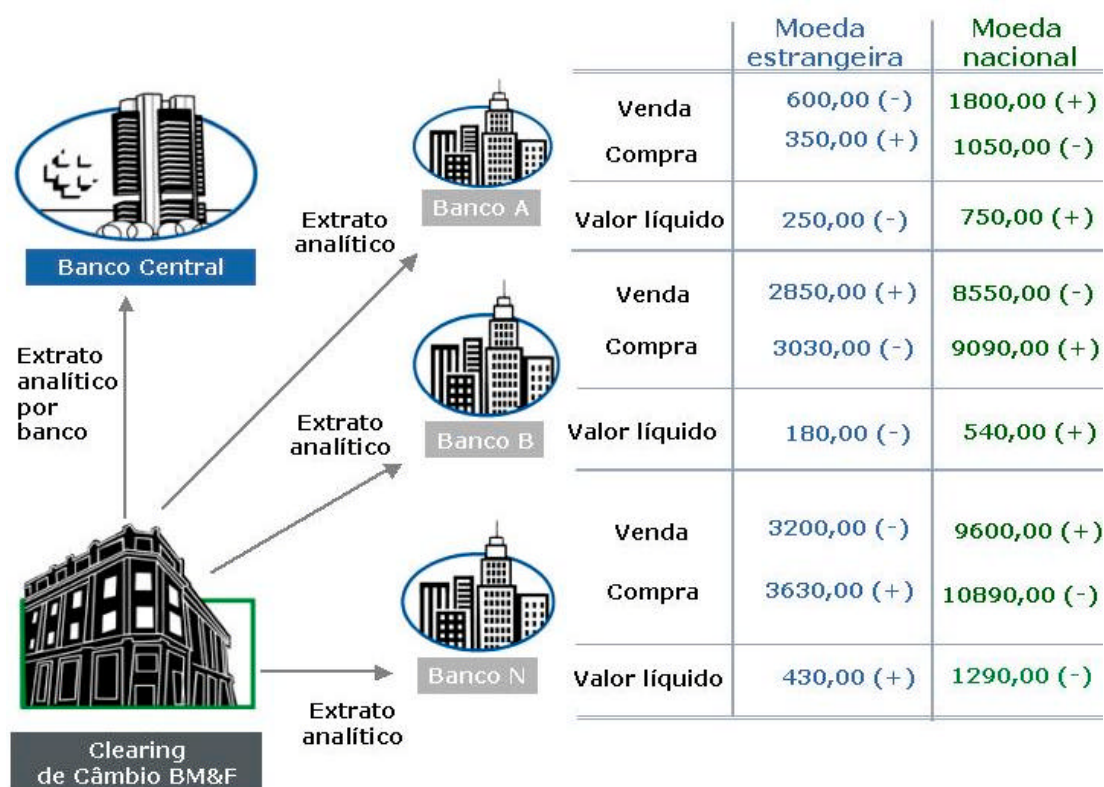 Moeda estrangeira
Moeda nacional
Venda 600,00 (-) 1800,00 (+)
Compra 350,00 (+) 1050,00 (-)
Valor líquido 250,00 (-) 750,00 (+)
Venda 2850,00 (+) 8550,00 (-)
Compra 3030,00 (-) 9090,00 (+)
Valor líquido 180,00 (-) 540,00 (+)
Venda 3200,00 (-) 9600,00 (+)
Compra 3630,00 (+) 10890,00 (-)
Valor líquido 430,00 (+) 1290,00 (-)
Banco Central
Banco A
Banco B
Banco N
Extrato
analítico
Extrato
analítico
por
banco
Extrato
analítico
Extrato
analítico
Clearing
de Câmbio BM&F